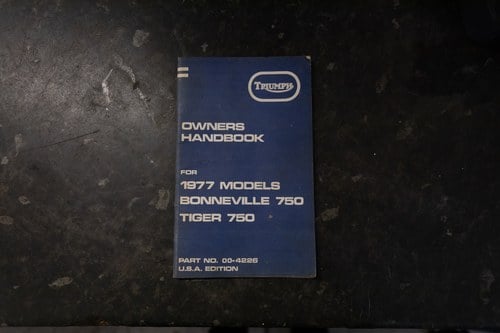 TRIUMPH
OWNERS
HANDBOOK
FOR
1977 MODELS
BONNEVILLE 750
TIGER 750
PART NO. 00-4226
U.S.A. EDITION